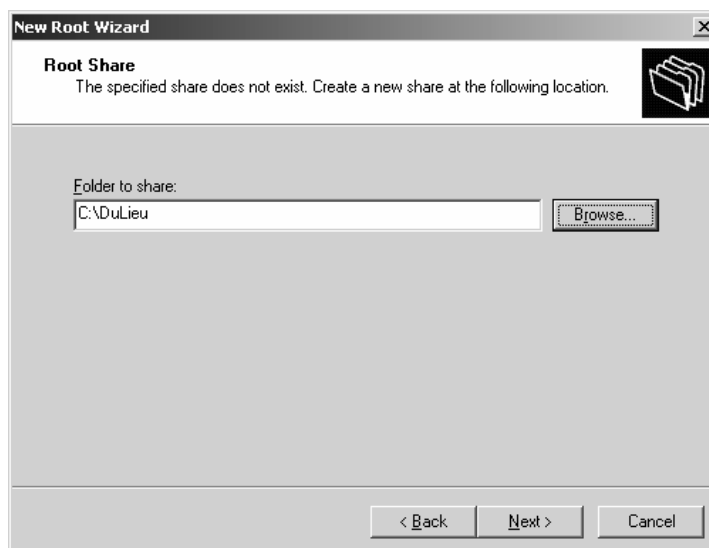 New Root Wizard
Root Share
The specified share does not exist. Create a new share at the following location.
Folder to share:
C:\DuLieu
Browse...
< Back
Next >
Cancel